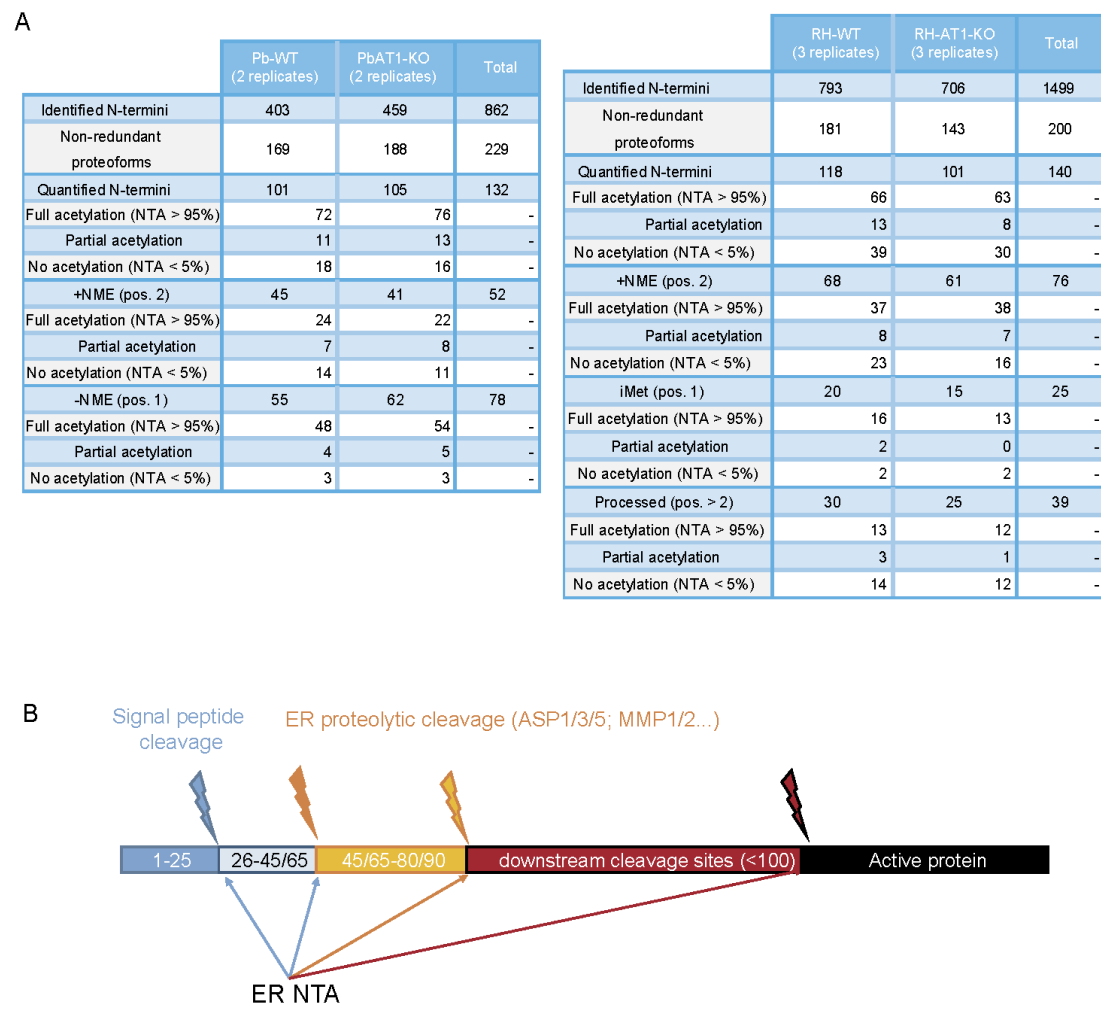 A
Pb-WT (2 replicates) PbAT1-KO (2 replicates) Total
Identified N-termini 403 459 862
Non-redundant proteoforms 169 188 229
Quantified N-termini 101 105 132
Full acetylation (NTA > 95%) 72 76 -
Partial acetylation 11 13 -
No acetylation (NTA < 5%) 18 16 -
+NME (pos. 2) 45 41 52
Full acetylation (NTA > 95%) 24 22 -
Partial acetylation 7 8 -
No acetylation (NTA < 5%) 14 11 -
-NME (pos. 1) 55 62 78
Full acetylation (NTA > 95%) 48 54 -
Partial acetylation 4 5 -
No acetylation (NTA < 5%) 3 3 -
RH-WT (3 replicates) RH-AT1-KO (3 replicates) Total
Identified N-termini 793 706 1499
Non-redundant proteoforms 181 143 200
Quantified N-termini 118 101 140
Full acetylation (NTA > 95%) 66 63 -
Partial acetylation 13 8 -
No acetylation (NTA < 5%) 39 30 -
+NME (pos. 2) 68 61 76
Full acetylation (NTA > 95%) 37 38 -
Partial acetylation 8 7 -
No acetylation (NTA < 5%) 23 16 -
iMet (pos. 1) 20 15 25
Full acetylation (NTA > 95%) 16 13 -
Partial acetylation 2 0 -
No acetylation (NTA < 5%) 2 2 -
Processed (pos. > 2) 30 25 39
Full acetylation (NTA > 95%) 13 12 -
Partial acetylation 3 1 -
No acetylation (NTA < 5%) 14 12 -
B
Signal peptide
cleavage
ER proteolytic cleavage (ASP1/3/5; MMP1/2...)
1-25 26-45/65 45/65-80/90 downstream cleavage sites (<100) Active protein
ER NTA